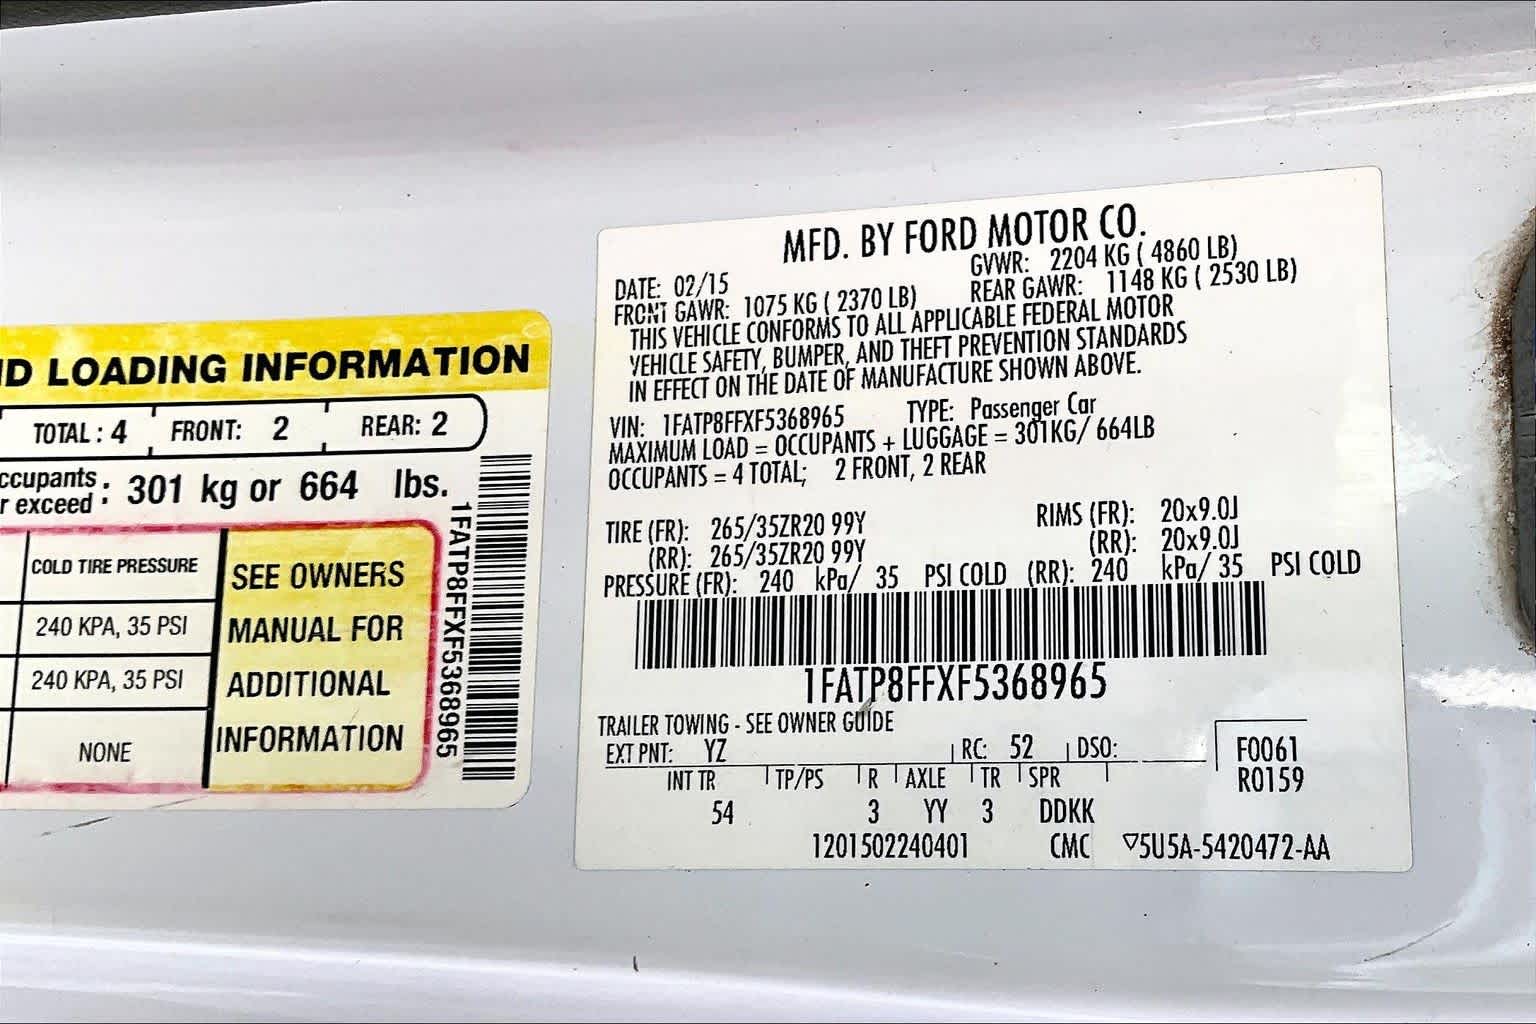 ND LOADING INFORMATION
TOTAL: 4 FRONT: 2 REAR: 2
ccupants
r exceed : 301 kg or 664 lbs.
COLD TIRE PRESSURE
240 KPA, 35 PSI
240 KPA, 35 PSI
NONE
SEE OWNERS
MANUAL FOR
ADDITIONAL
INFORMATION
1FATP8FFXF5368965
MFD. BY FORD MOTOR CO.
DATE: 02/15 GVWR: 2204 KG ( 4860 LB)
FRONT GAWR: 1075 KG ( 2370 LB) REAR GAWR: 1148 KG ( 2530 LB)
THIS VEHICLE CONFORMS TO ALL APPLICABLE FEDERAL MOTOR
VEHICLE SAFETY, BUMPER, AND THEFT PREVENTION STANDARDS
IN EFFECT ON THE DATE OF MANUFACTURE SHOWN ABOVE.
VIN: 1FATP8FFXF5368965 TYPE: Passenger Car
MAXIMUM LOAD = OCCUPANTS + LUGGAGE = 301KG/ 664LB
OCCUPANTS = 4 TOTAL; 2 FRONT, 2 REAR
TIRE (FR): 265/35ZR20 99Y RIMS (FR): 20x9.0J
(RR): 265/35ZR20 99Y (RR): 20x9.0J
PRESSURE (FR): 240 kPa/ 35 PSI COLD (RR): 240 kPa/ 35 PSI COLD
1FATP8FFXF5368965
TRAILER TOWING - SEE OWNER GUIDE
EXT PNT: YZ RC: 52 DSO: F0061
INT TR TP/PS R AXLE TR SPR R0159
54 3 YY 3 DDKK
1201502240401 CMC ▽5U5A-5420472-AA